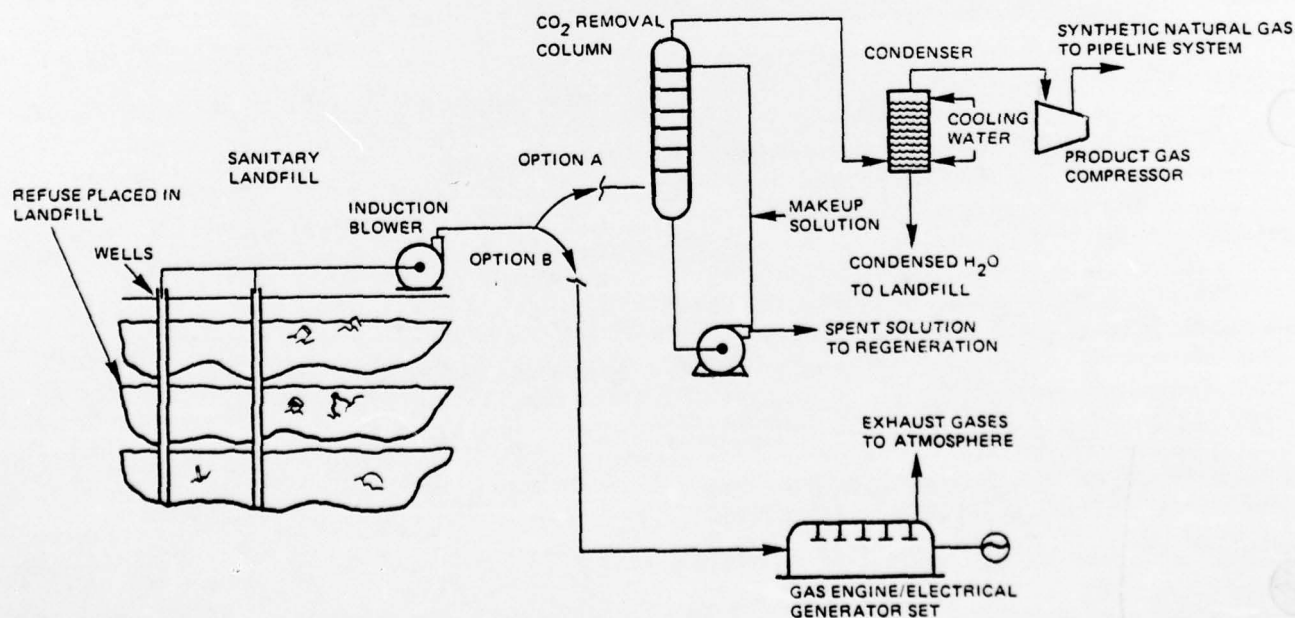 CO2 REMOVAL
COLUMN
SYNTHETIC NATURAL GAS
TO PIPELINE SYSTEM
CONDENSER
COOLING
WATER
PRODUCT GAS
COMPRESSOR
SANITARY
LANDFILL
OPTION A
REFUSE PLACED IN
LANDFILL
INDUCTION
BLOWER
MAKEUP
SOLUTION
WELLS
OPTION B
CONDENSED H2O
TO LANDFILL
SPENT SOLUTION
TO REGENERATION
EXHAUST GASES
TO ATMOSPHERE
GAS ENGINE/ELECTRICAL
GENERATOR SET